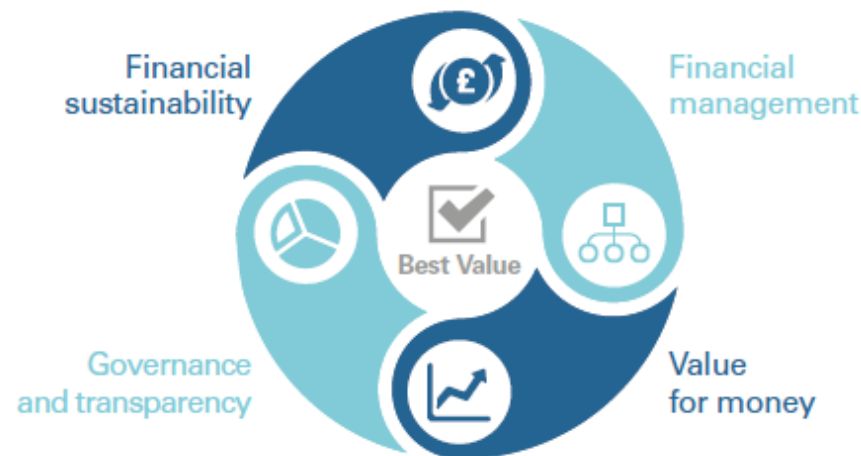 Financial
sustainability
£
Financial
management
Best Value
Governance
and transparency
Value
for money